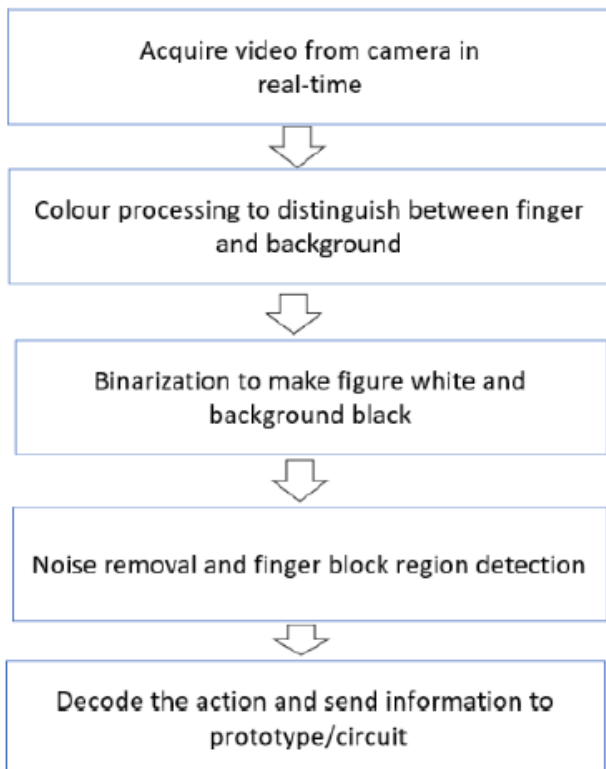 Acquire video from camera in
real-time
Colour processing to distinguish between finger
and background
Binarization to make figure white and
background black
Noise removal and finger block region detection
Decode the action and send information to
prototype/circuit